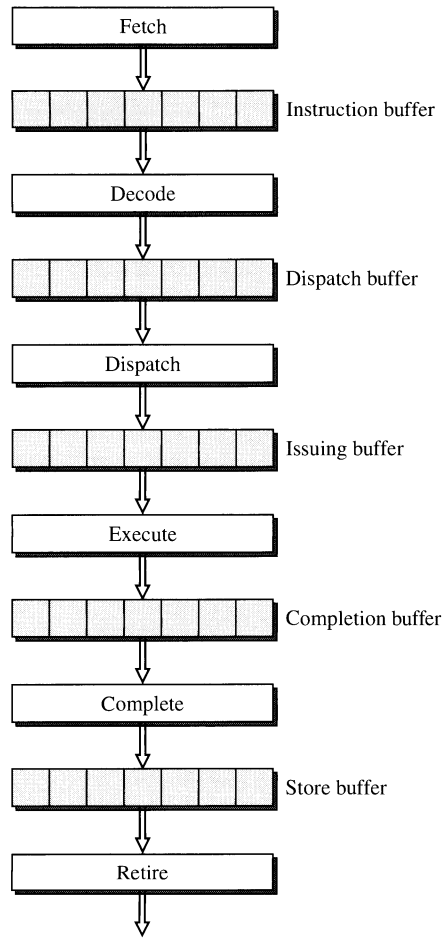 Fetch
Instruction buffer
Decode
Dispatch buffer
Dispatch
Issuing buffer
Execute
Completion buffer
Complete
Store buffer
Retire